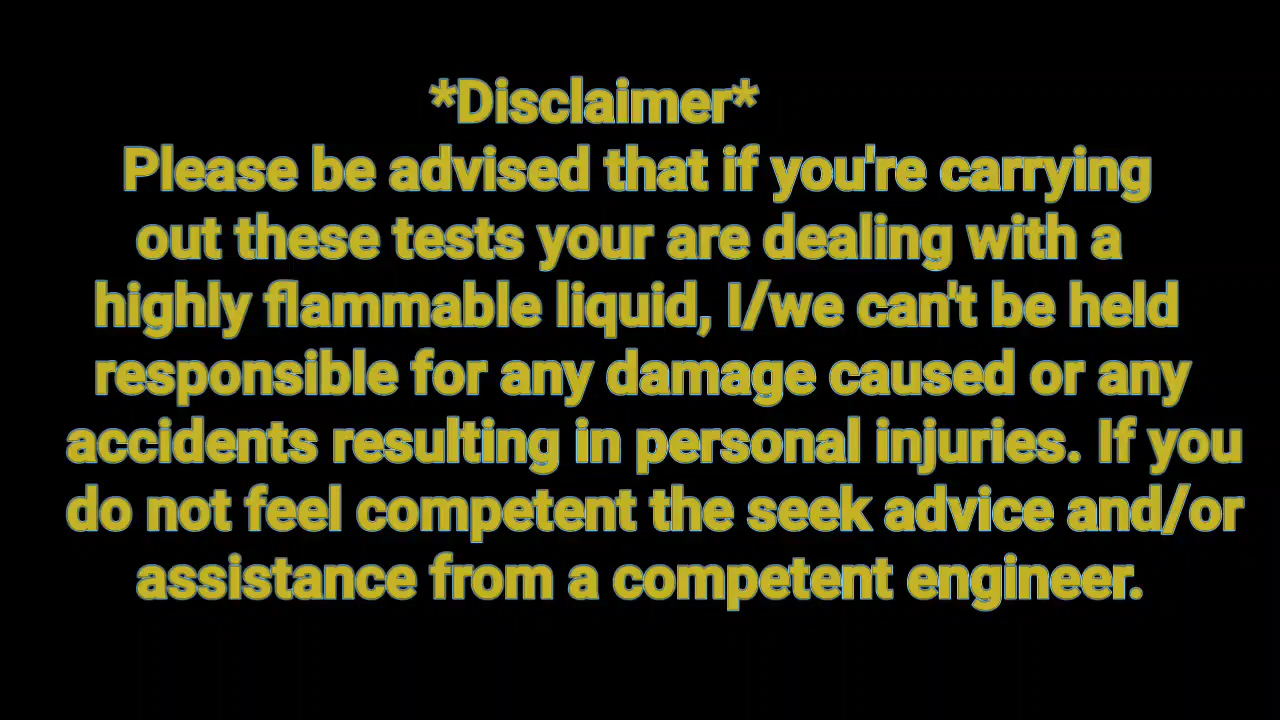 *Disclaimer*
Please be advised that if you're carrying
out these tests your are dealing with a
highly flammable liquid, I/we can't be held
responsible for any damage caused or any
accidents resulting in personal injuries. If you
do not feel competent the seek advice and/or
assistance from a competent engineer.